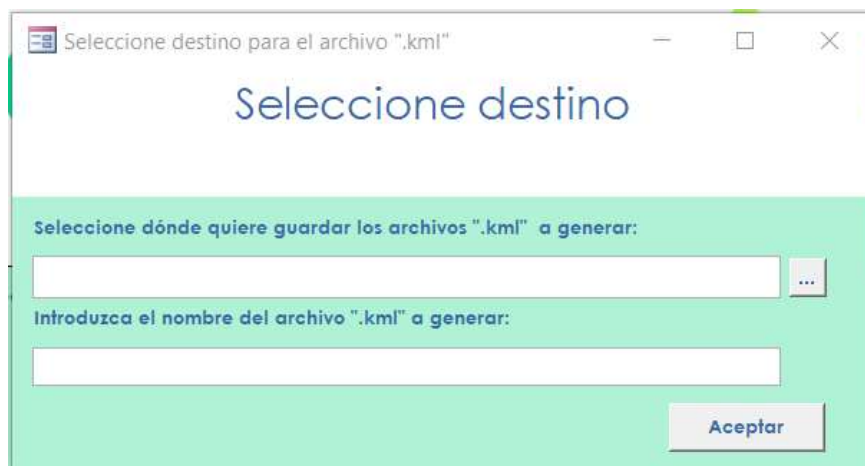 Seleccione destino para el archivo ".kml"
Seleccione destino
Seleccione dónde quiere guardar los archivos ".kml" a generar:
...
Introduzca el nombre del archivo ".kml" a generar:
Aceptar